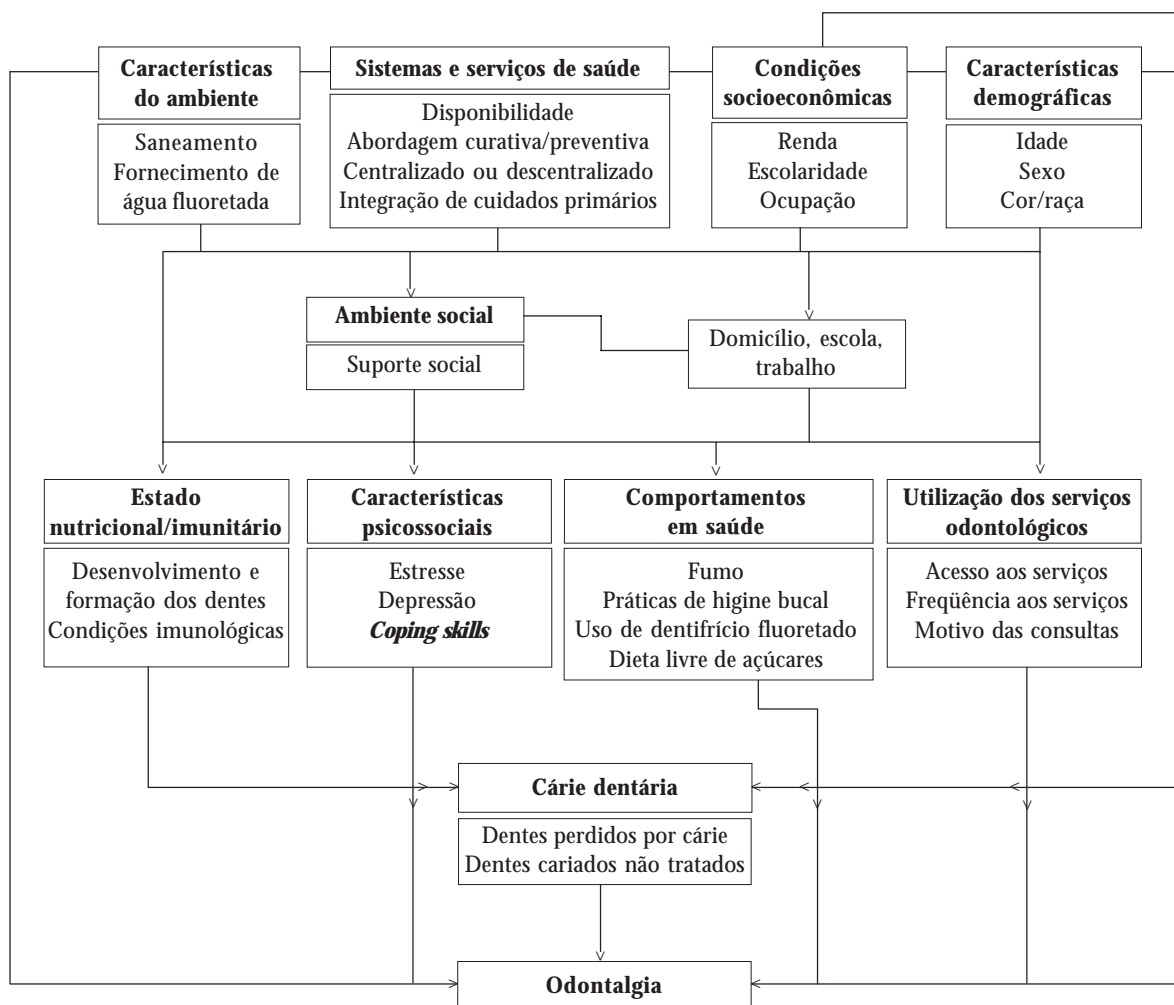 Características
do ambiente
Saneamento
Fornecimento de
água fluoretada
Sistemas e serviços de saúde
Disponibilidade
Abordagem curativa/preventiva
Centralizado ou descentralizado
Integração de cuidados primários
Condições
socioeconômicas
Renda
Escolaridade
Ocupação
Características
demográficas
Idade
Sexo
Cor/raça
Ambiente social
Suporte social
Domicílio, escola,
trabalho
Estado
nutricional/imunitário
Desenvolvimento e
formação dos dentes
Condições imunológicas
Características
psicossociais
Estresse
Depressão
Coping skills
Comportamentos
em saúde
Fumo
Práticas de higine bucal
Uso de dentifrício fluoretado
Dieta livre de açúcares
Utilização dos serviços
odontológicos
Acesso aos serviços
Freqüência aos serviços
Motivo das consultas
Cárie dentária
Dentes perdidos por cárie
Dentes cariados não tratados
Odontalgia